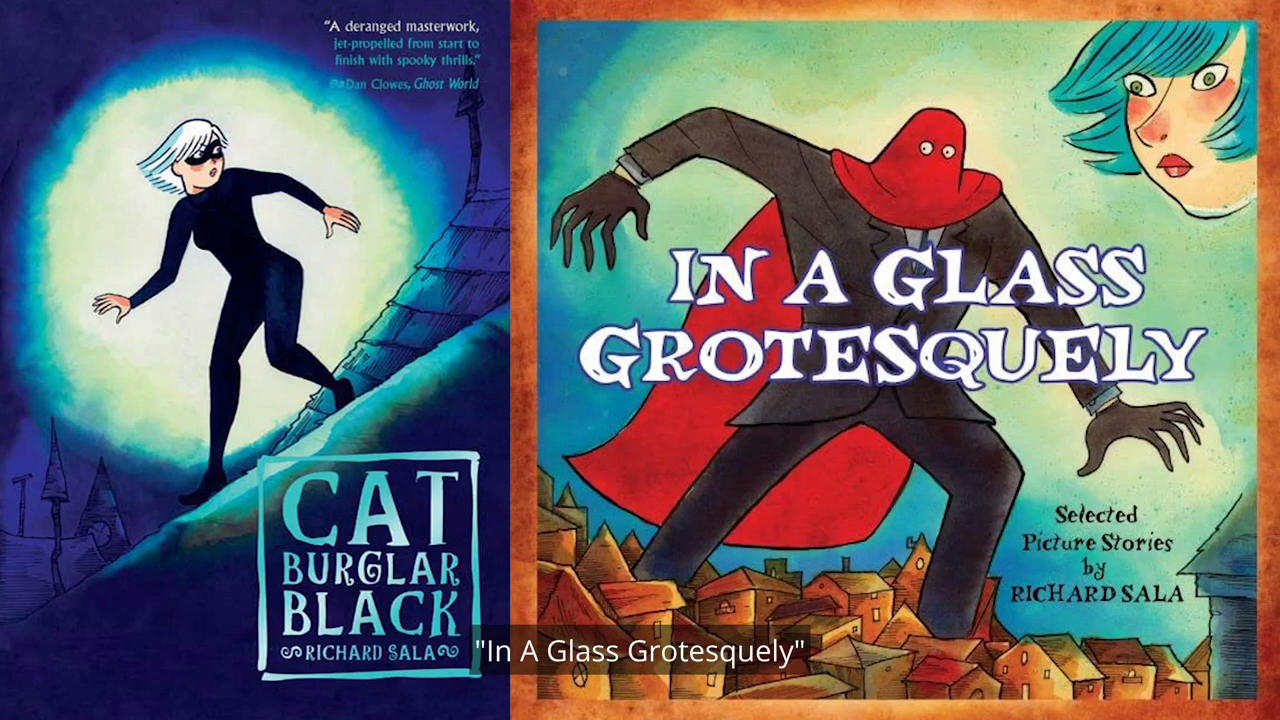 “A deranged masterwork,
jet-propelled from start to
finish with spooky thrills.”
Dan Clowes, Ghost World
CAT
BURGLAR
BLACK
RICHARD SALA
IN A GLASS
GROTESQUELY
Selected
Picture Stories
by
RICHARD SALA
"In A Glass Grotesquely"